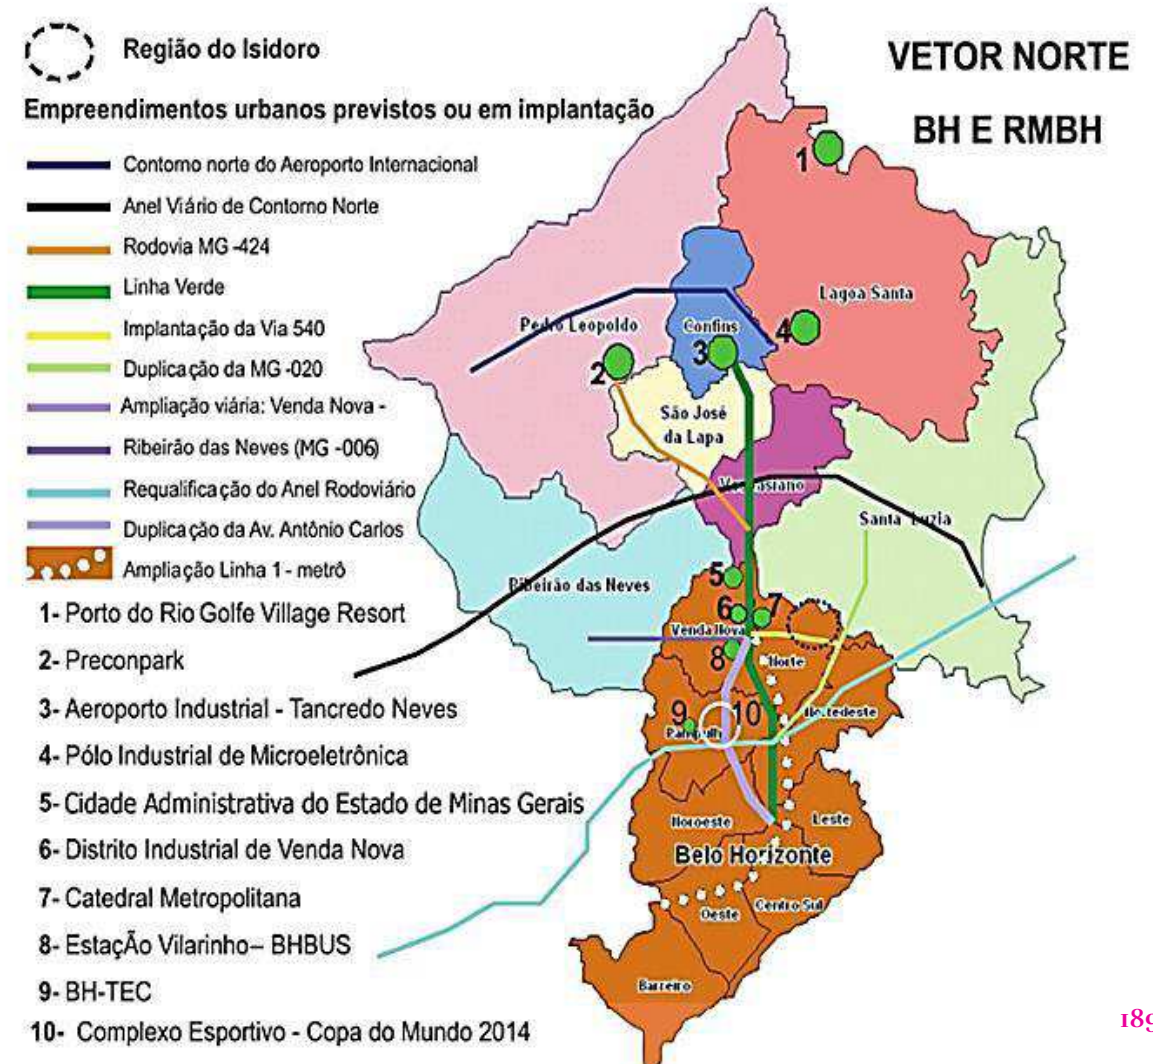 Região do Isidoro
VETOR NORTE
BH E RMBH
Empreendimentos urbanos previstos ou em implantação
Contorno norte do Aeroporto Internacional
Anel Viário de Contorno Norte
Rodovia MG -424
Linha Verde
Implantação da Via 540
Duplicação da MG -020
Ampliação viária: Venda Nova -
Ribeirão das Neves (MG -006)
Requalificação do Anel Rodoviário
Duplicação da Av. Antônio Carlos
Ampliação Linha 1 - metrô
1- Porto do Rio Golfe Village Resort
2- Preconpark
3- Aeroporto Industrial - Tancredo Neves
4- Pólo Industrial de Microeletrônica
5- Cidade Administrativa do Estado de Minas Gerais
6- Distrito Industrial de Venda Nova
7- Catedral Metropolitana
8- EstaçÃo Vilarinho– BHBUS
9- BH-TEC
10- Complexo Esportivo - Copa do Mundo 2014
1
Lagoa Santa
Pedro Leopoldo
Confins
4
3
2
São José
da Lapa
Vespasiano
Santa Luzia
Ribeirão das Neves
5
6
7
Venda Nova
8
Norte
9
10
Pampulha
Nordeste
Noroeste
Leste
Belo Horizonte
Oeste
Centro Sul
Barreiro
189